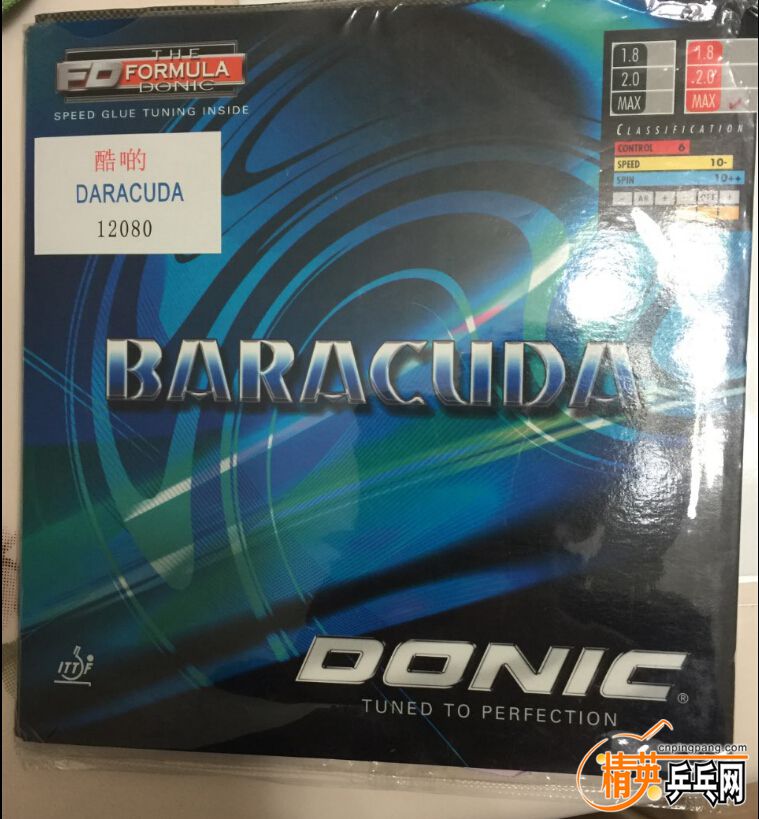 THE
FD FORMULA
DONIC
SPEED GLUE TUNING INSIDE
1.8 1.8
2.0 2.0
MAX MAX
CLASSIFICATION
CONTROL 6
SPEED 10-
SPIN 10++
酷啲
DARACUDA
12080
BARACUDA
ITTF
DONIC®
TUNED TO PERFECTION
cnpingpang.com
精英乒乓网